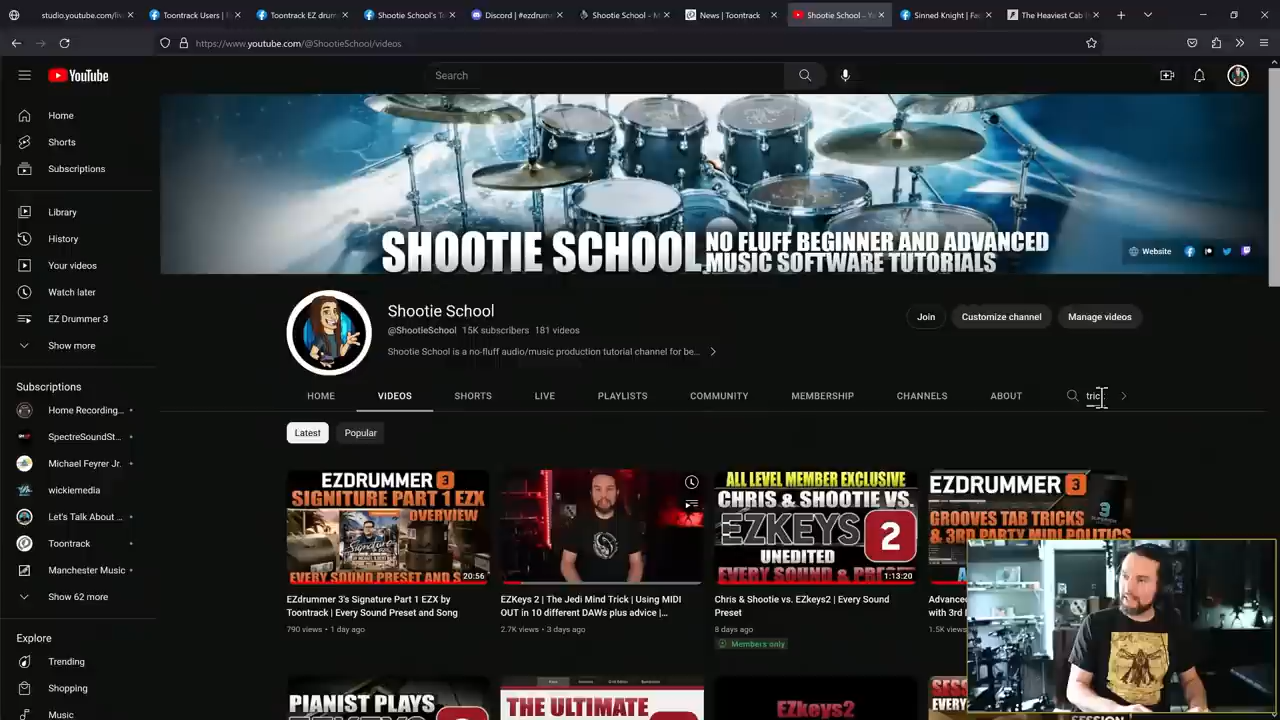 studio.youtube.com/live
Toontrack Users |
Toontrack EZ drum
Shootie School's T
Discord | #ezdrum
Shootie School - M
News | Toontrack
Shootie School - Y
Sinned Knight | Fa
The Heaviest Cab I
https://www.youtube.com/@ShootieSchool/videos
YouTube
Search
Home
Shorts
Subscriptions
Library
History
Your videos
Watch later
EZ Drummer 3
Show more
Subscriptions
Home Recording...
SpectreSoundSt...
Michael Feyrer Jr.
wickiemedia
Let's Talk About ...
Toontrack
Manchester Music
Show 62 more
Explore
Trending
Shopping
Music
SHOOTIE SCHOOL
NO FLUFF BEGINNER AND ADVANCED
MUSIC SOFTWARE TUTORIALS
Website
Shootie School
@ShootieSchool 15K subscribers 181 videos
Shootie School is a no-fluff audio/music production tutorial channel for be...
Join
Customize channel
Manage videos
HOME
VIDEOS
SHORTS
LIVE
PLAYLISTS
COMMUNITY
MEMBERSHIP
CHANNELS
ABOUT
tric
Latest
Popular
EZDRUMMER 3
SIGNITURE PART 1 EZX
OVERVIEW
Signature
EVERY SOUND PRESET AND S
20:56
EZdrummer 3's Signature Part 1 EZX by
Toontrack | Every Sound Preset and Song
790 views • 1 day ago
EZKeys 2 | The Jedi Mind Trick | Using MIDI
OUT in 10 different DAWs plus advice |...
2.7K views • 3 days ago
ALL LEVEL MEMBER EXCLUSIVE
CHRIS & SHOOTIE VS.
EZKEYS 2
UNEDITED
EVERY SOUND & PRESET
1:13:20
Chris & Shootie vs. EZkeys2 | Every Sound
Preset
8 days ago
Members only
EZDRUMMER 3
GROOVES TAB TRICKS
& 3RD PARTY MIDI POLITICS
3
Advance
with 3rd
1.5K views
PIANIST PLAYS
THE ULTIMATE
EZkeys2